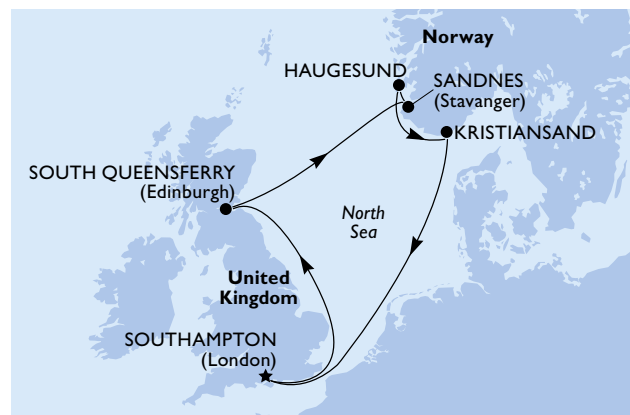 Norway
HAUGESUND
SANDNES
(Stavanger)
KRISTIANSAND
SOUTH QUEENSFERRY
(Edinburgh)
North
Sea
United
Kingdom
SOUTHAMPTON
(London)